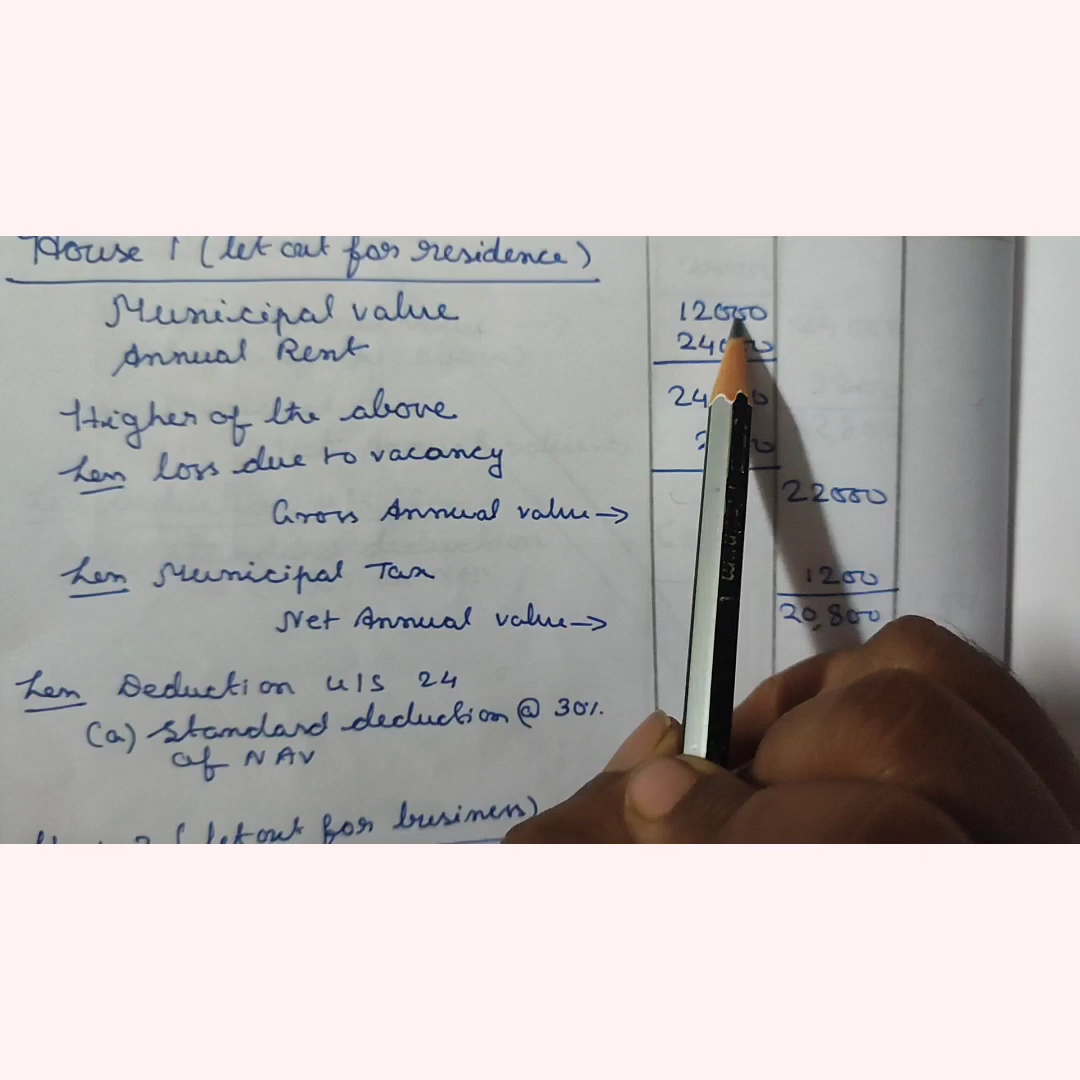 House 1 (let out for residence)
Municipal value 12000
Annual Rent
Higher of the above
Less loss due to vacancy
22000
Gross Annual value→
Less Municipal Tax 1200
Net Annual value→ 20,800
Less Deduction u/s 24
(a) Standard deduction @ 30%.
of NAV
(let out for business)